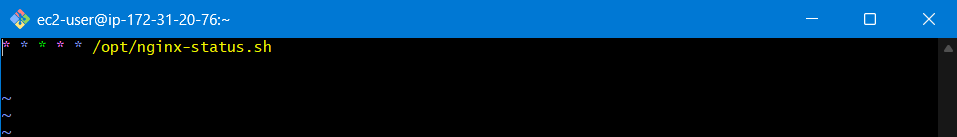 ec2-user@ip-172-31-20-76:~
* * * * * /opt/nginx-status.sh
~
~
~